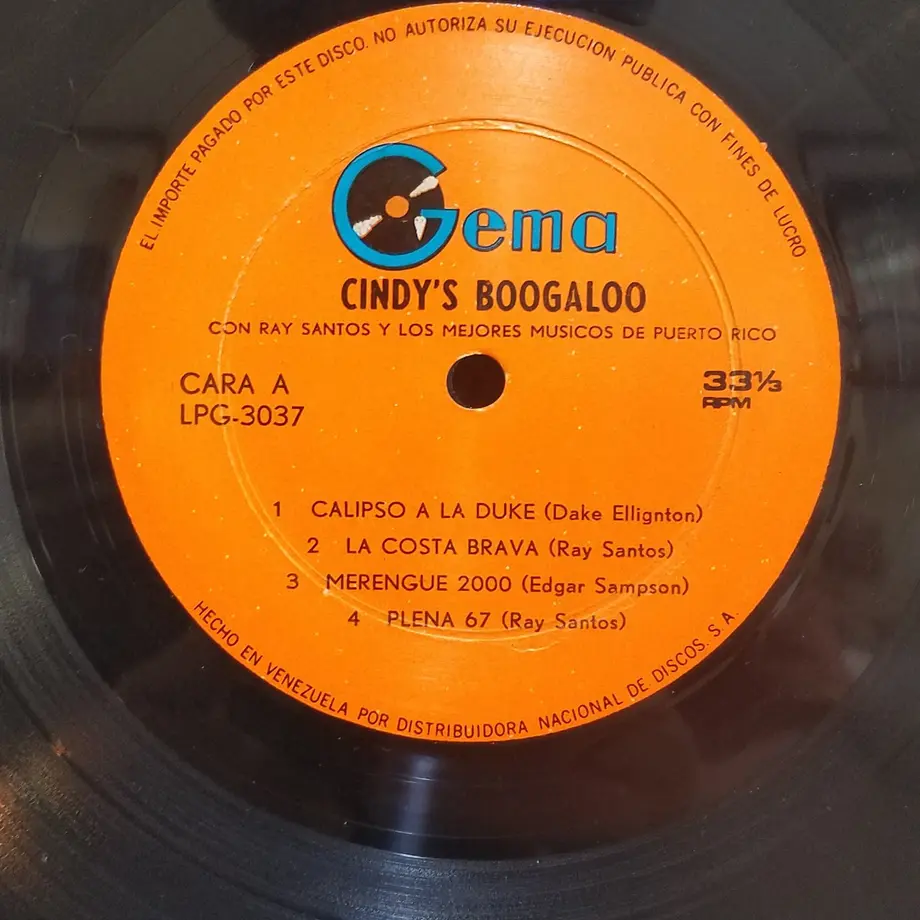 EL IMPORTE PAGADO POR ESTE DISCO. NO AUTORIZA SU EJECUCION PUBLICA CON FINES DE LUCRO
Gema
CINDY'S BOOGALOO
CON RAY SANTOS Y LOS MEJORES MUSICOS DE PUERTO RICO
CARA A
LPG-3037
33⅓
RPM
1 CALIPSO A LA DUKE (Dake Ellignton)
2 LA COSTA BRAVA (Ray Santos)
3 MERENGUE 2000 (Edgar Sampson)
4 PLENA 67 (Ray Santos)
HECHO EN VENEZUELA POR DISTRIBUIDORA NACIONAL DE DISCOS. S.A.